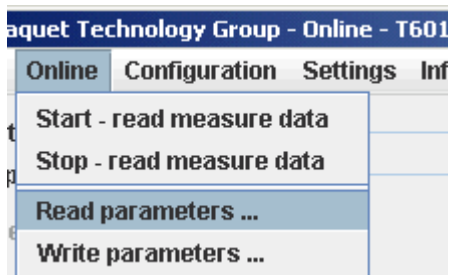 aquet Technology Group - Online - T601
Online Configuration Settings Inf
Start - read measure data
Stop - read measure data
Read parameters ...
Write parameters ...